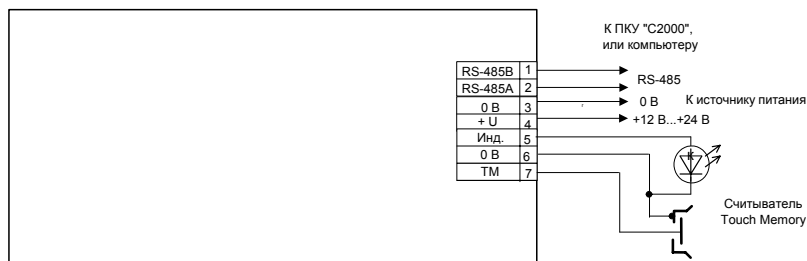 К ПКУ "С2000",
или компьютеру
RS-485B 1
RS-485A 2
0 В 3
+ U 4
Инд. 5
0 В 6
ТМ 7
RS-485
0 В
К источнику питания
+12 В...+24 В
К
Считыватель
Touch Memory